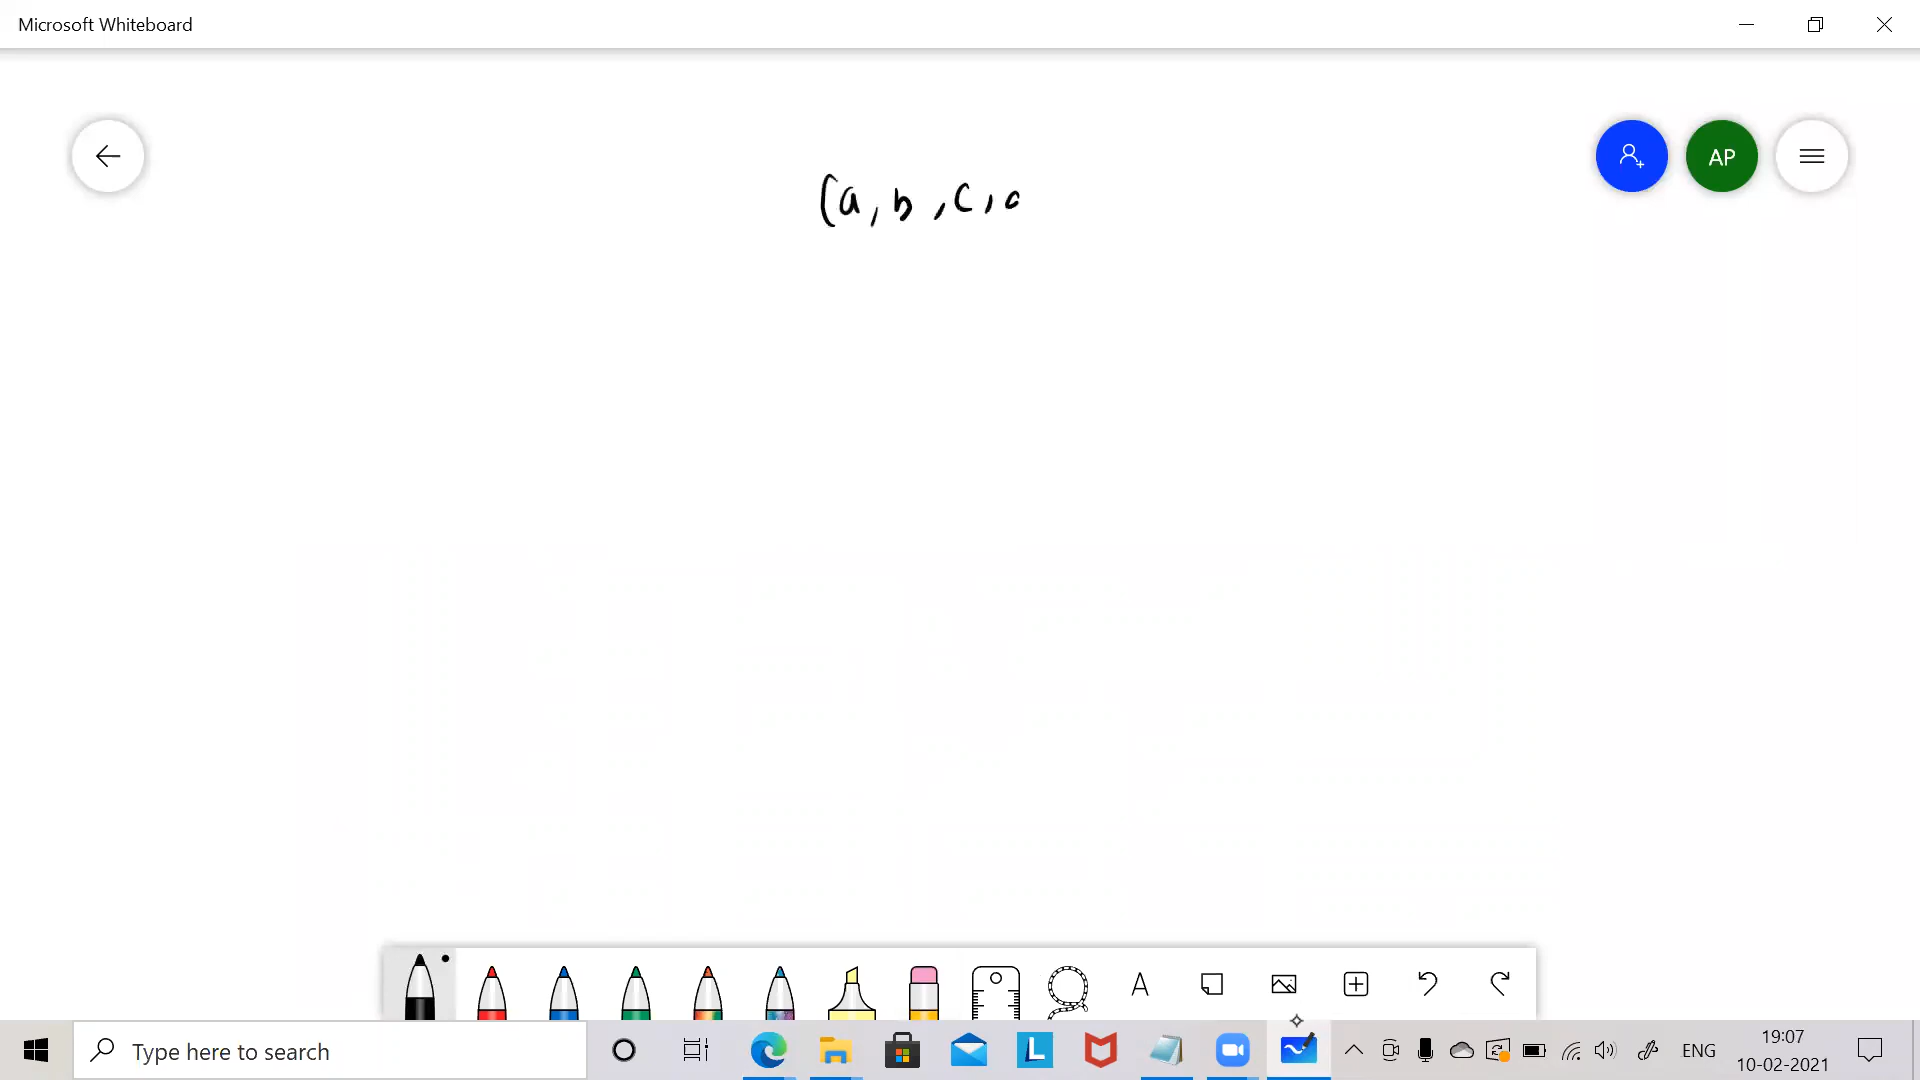 Microsoft Whiteboard
AP
(a, b, c,
A
Type here to search
L
ENG
19:07
10-02-2021